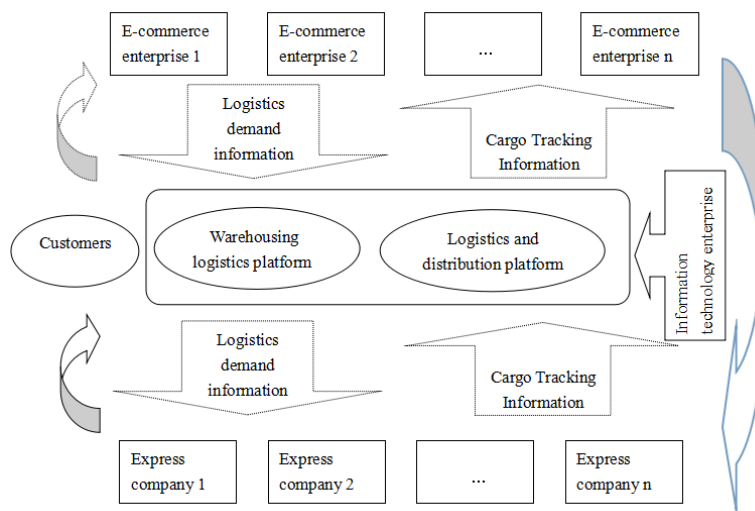 E-commerce
enterprise 1
E-commerce
enterprise 2
...
E-commerce
enterprise n
Logistics
demand
information
Cargo Tracking
Information
Customers
Warehousing
logistics platform
Logistics and
distribution platform
Information
technology enterprise
Logistics
demand
information
Cargo Tracking
Information
Express
company 1
Express
company 2
...
Express
company n